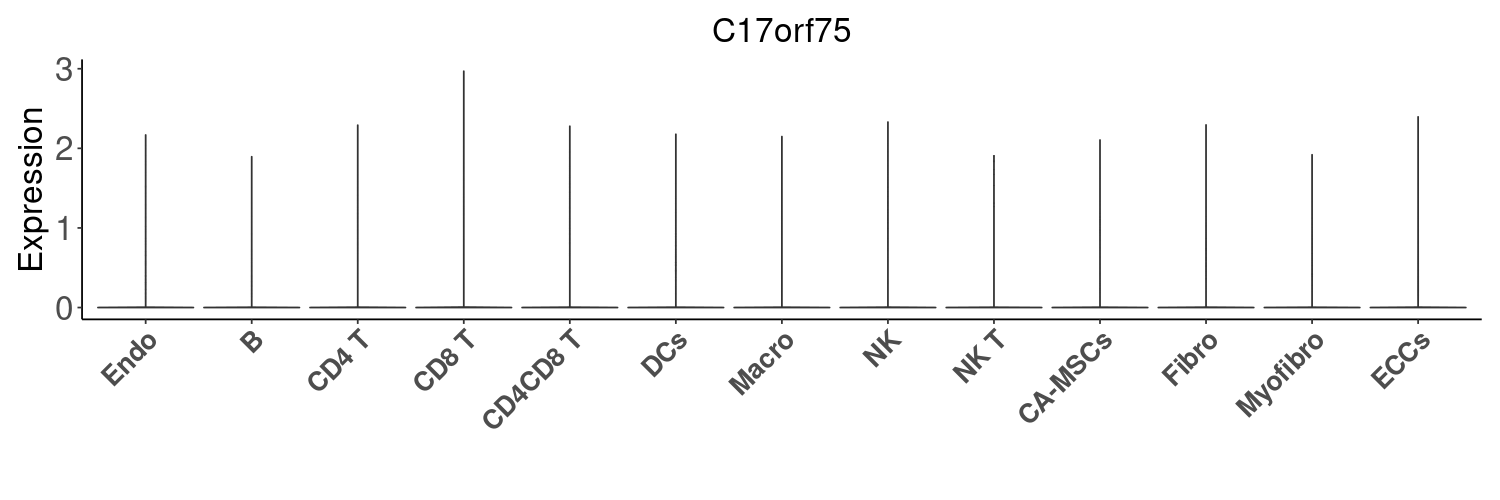 C17orf75
Expression
3
2
1
0
Endo
B
CD4 T
CD8 T
CD4CD8 T
DCs
Macro
NK
NK T
CA-MSCs
Fibro
Myofibro
ECCs